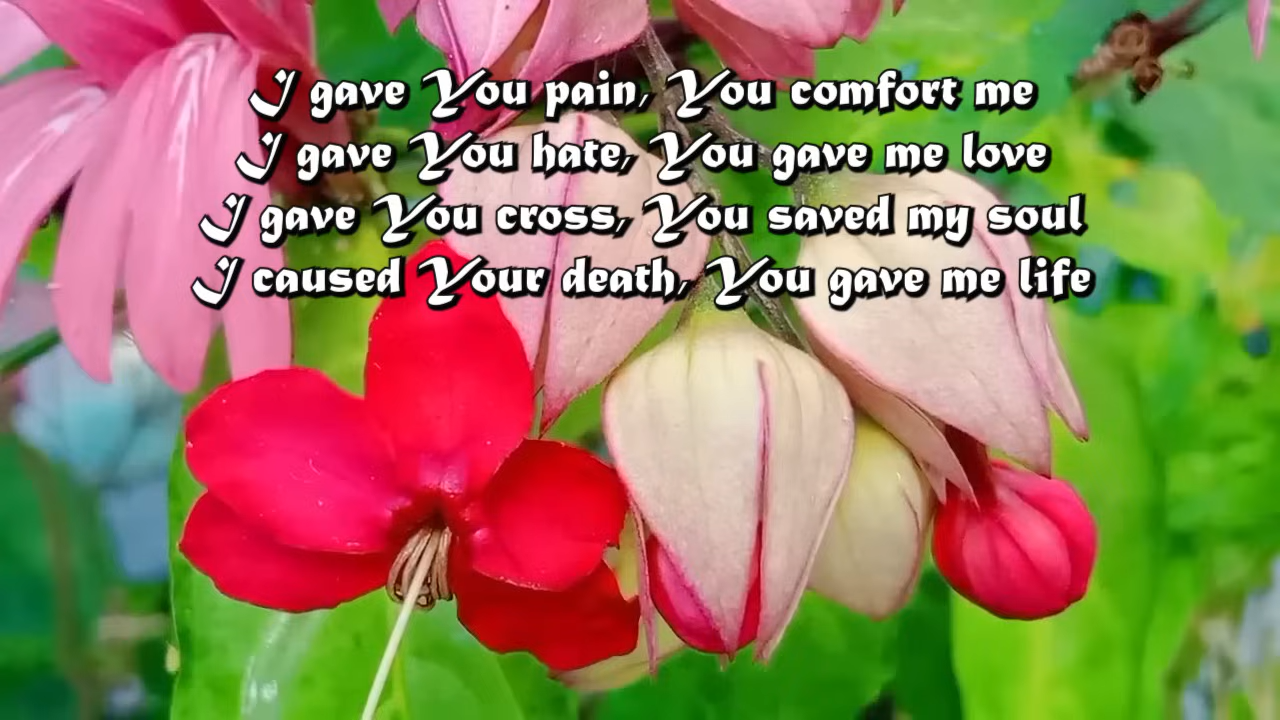 I gave You pain, You comfort me
I gave You hate, You gave me love
I gave You cross, You saved my soul
I caused Your death, You gave me life